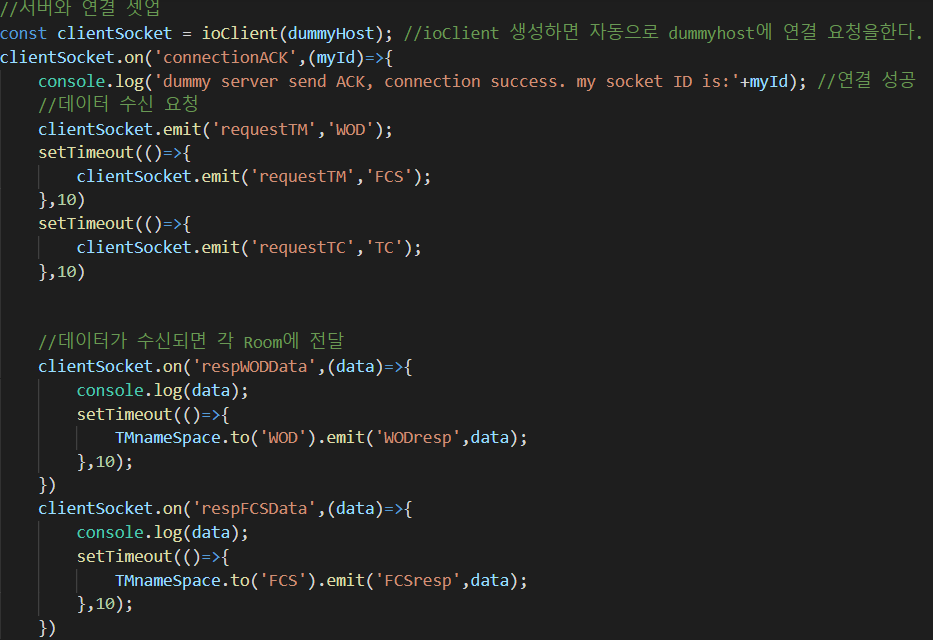 //서버와 연결 셋업
const clientSocket = ioClient(dummyHost); //ioClient 생성하면 자동으로 dummyhost에 연결 요청을한다.
clientSocket.on('connectionACK',(myId)=>{
    console.log('dummy server send ACK, connection success. my socket ID is:'+myId); //연결 성공
    //데이터 수신 요청
    clientSocket.emit('requestTM','WOD');
    setTimeout(()=>{
        clientSocket.emit('requestTM','FCS');
    },10)
    setTimeout(()=>{
        clientSocket.emit('requestTC','TC');
    },10)
    //데이터가 수신되면 각 Room에 전달
    clientSocket.on('respWODData',(data)=>{
        console.log(data);
        setTimeout(()=>{
            TMnameSpace.to('WOD').emit('WODresp',data);
        },10);
    })
    clientSocket.on('respFCSData',(data)=>{
        console.log(data);
        setTimeout(()=>{
            TMnameSpace.to('FCS').emit('FCSresp',data);
        },10);
    })